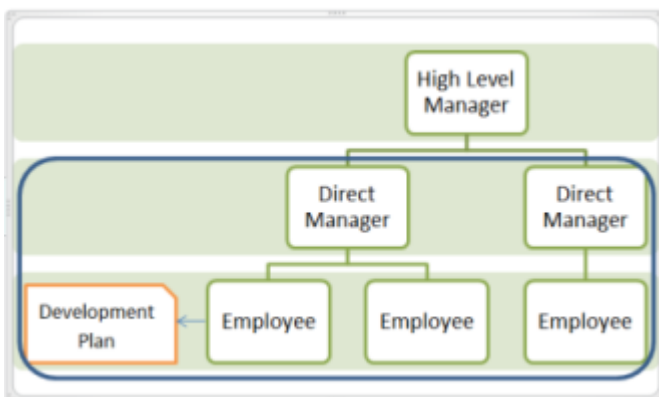 High Level
Manager
Direct
Manager
Direct
Manager
Development
Plan
Employee
Employee
Employee